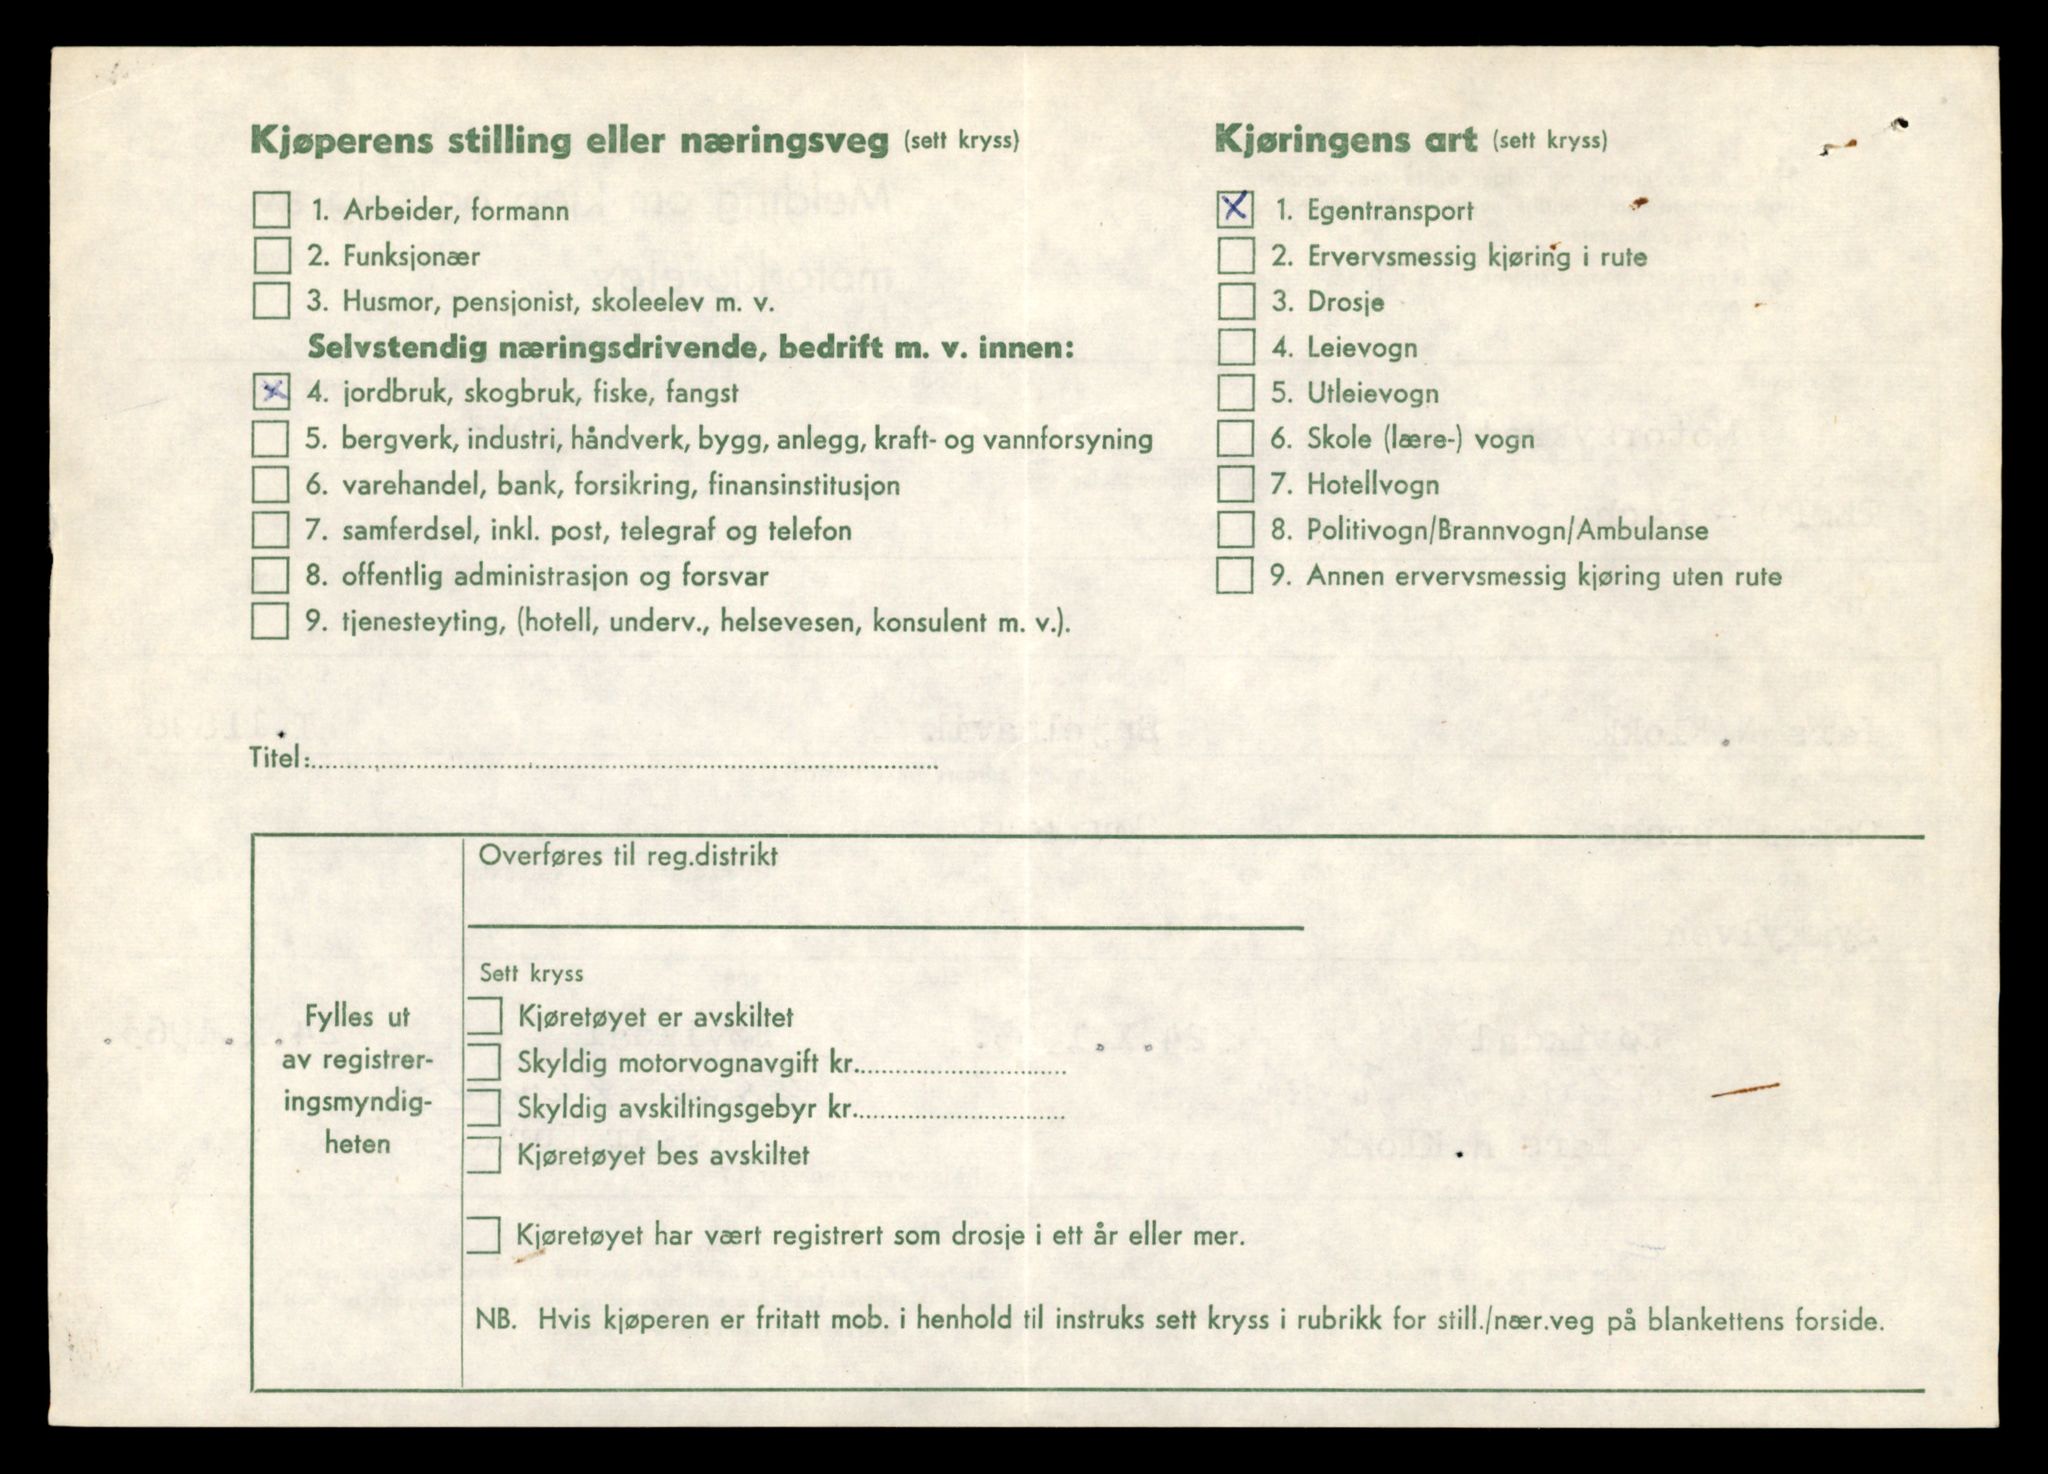 Kjøperens stilling eller næringsveg (sett kryss)
1. Arbeider, formann
2. Funksjonær
3. Husmor, pensjonist, skoleelev m. v.
Selvstendig næringsdrivende, bedrift m. v. innen:
X 4. jordbruk, skogbruk, fiske, fangst
5. bergverk, industri, håndverk, bygg, anlegg, kraft- og vannforsyning
6. varehandel, bank, forsikring, finansinstitusjon
7. samferdsel, inkl. post, telegraf og telefon
8. offentlig administrasjon og forsvar
9. tjenesteyting, (hotell, underv., helsevesen, konsulent m. v.).
Kjøringens art (sett kryss)
X 1. Egentransport
2. Ervervsmessig kjøring i rute
3. Drosje
4. Leievogn
5. Utleievogn
6. Skole (lære-) vogn
7. Hotellvogn
8. Politivogn/Brannvogn/Ambulanse
9. Annen ervervsmessig kjøring uten rute
Titel:
Fylles ut
av registrer-
ingsmyndig-
heten
Overføres til reg.distrikt
Sett kryss
Kjøretøyet er avskiltet
Skyldig motorvognavgift kr.
Skyldig avskiltingsgebyr kr.
Kjøretøyet bes avskiltet
Kjøretøyet har vært registrert som drosje i ett år eller mer.
NB. Hvis kjøperen er fritatt mob. i henhold til instruks sett kryss i rubrikk for still./nær.veg på blankettens forside.